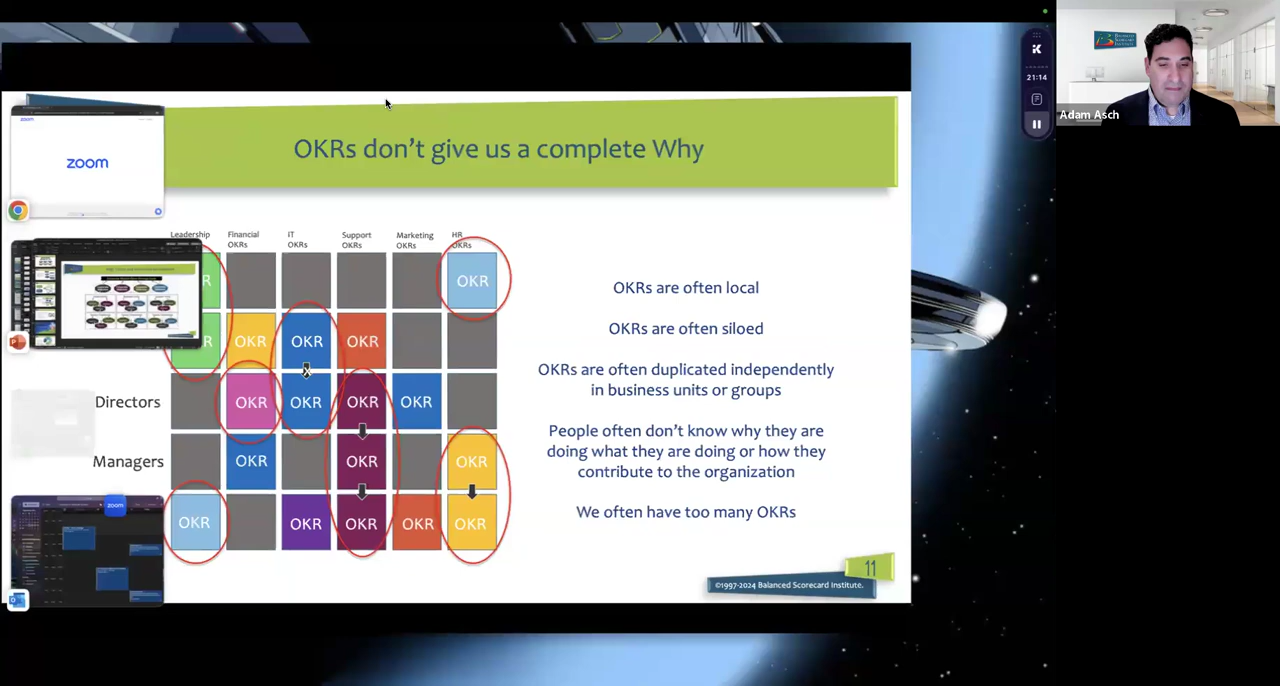 21:14
Adam Asch
OKRs don't give us a complete Why
zoom
Leadership
Financial
OKRs
IT
OKRs
Support
OKRs
Marketing
OKRs
HR
OKRs
OKR
OKR OKR OKR
Directors OKR OKR OKR OKR
Managers OKR OKR OKR
OKR OKR OKR OKR OKR
OKRs are often local
OKRs are often siloed
OKRs are often duplicated independently
in business units or groups
People often don't know why they are
doing what they are doing or how they
contribute to the organization
We often have too many OKRs
zoom
11
©1997-2024 Balanced Scorecard Institute.